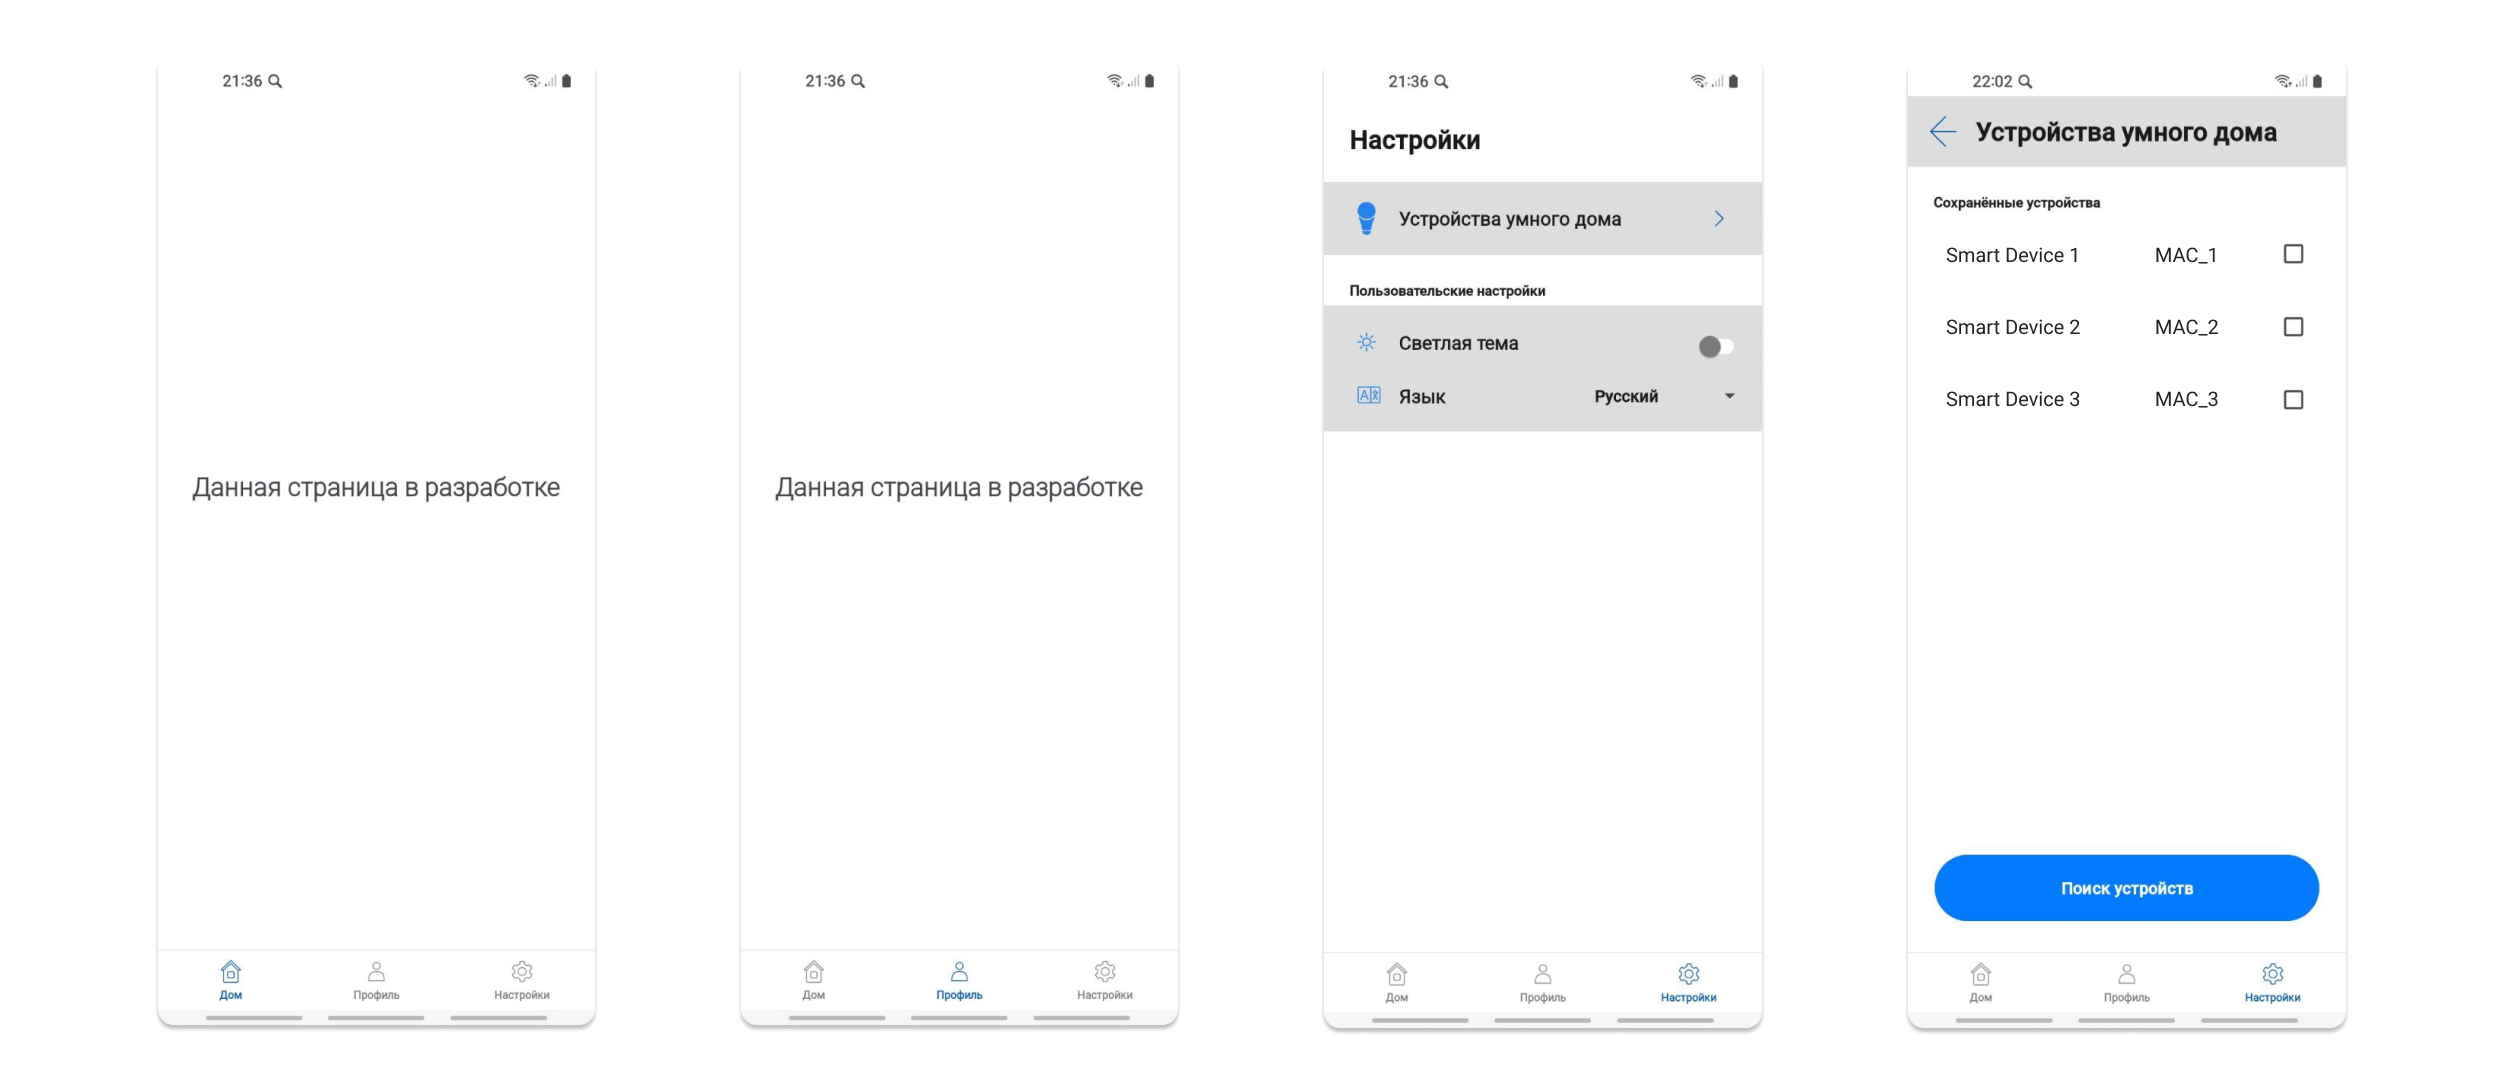 21:36
Данная страница в разработке
Дом
Профиль
Настройки
21:36
Данная страница в разработке
Дом
Профиль
Настройки
21:36
Настройки
Устройства умного дома
Пользовательские настройки
Светлая тема
Язык Русский
Дом
Профиль
Настройки
22:02
Устройства умного дома
Сохранённые устройства
Smart Device 1 MAC_1
Smart Device 2 MAC_2
Smart Device 3 MAC_3
Поиск устройств
Дом
Профиль
Настройки